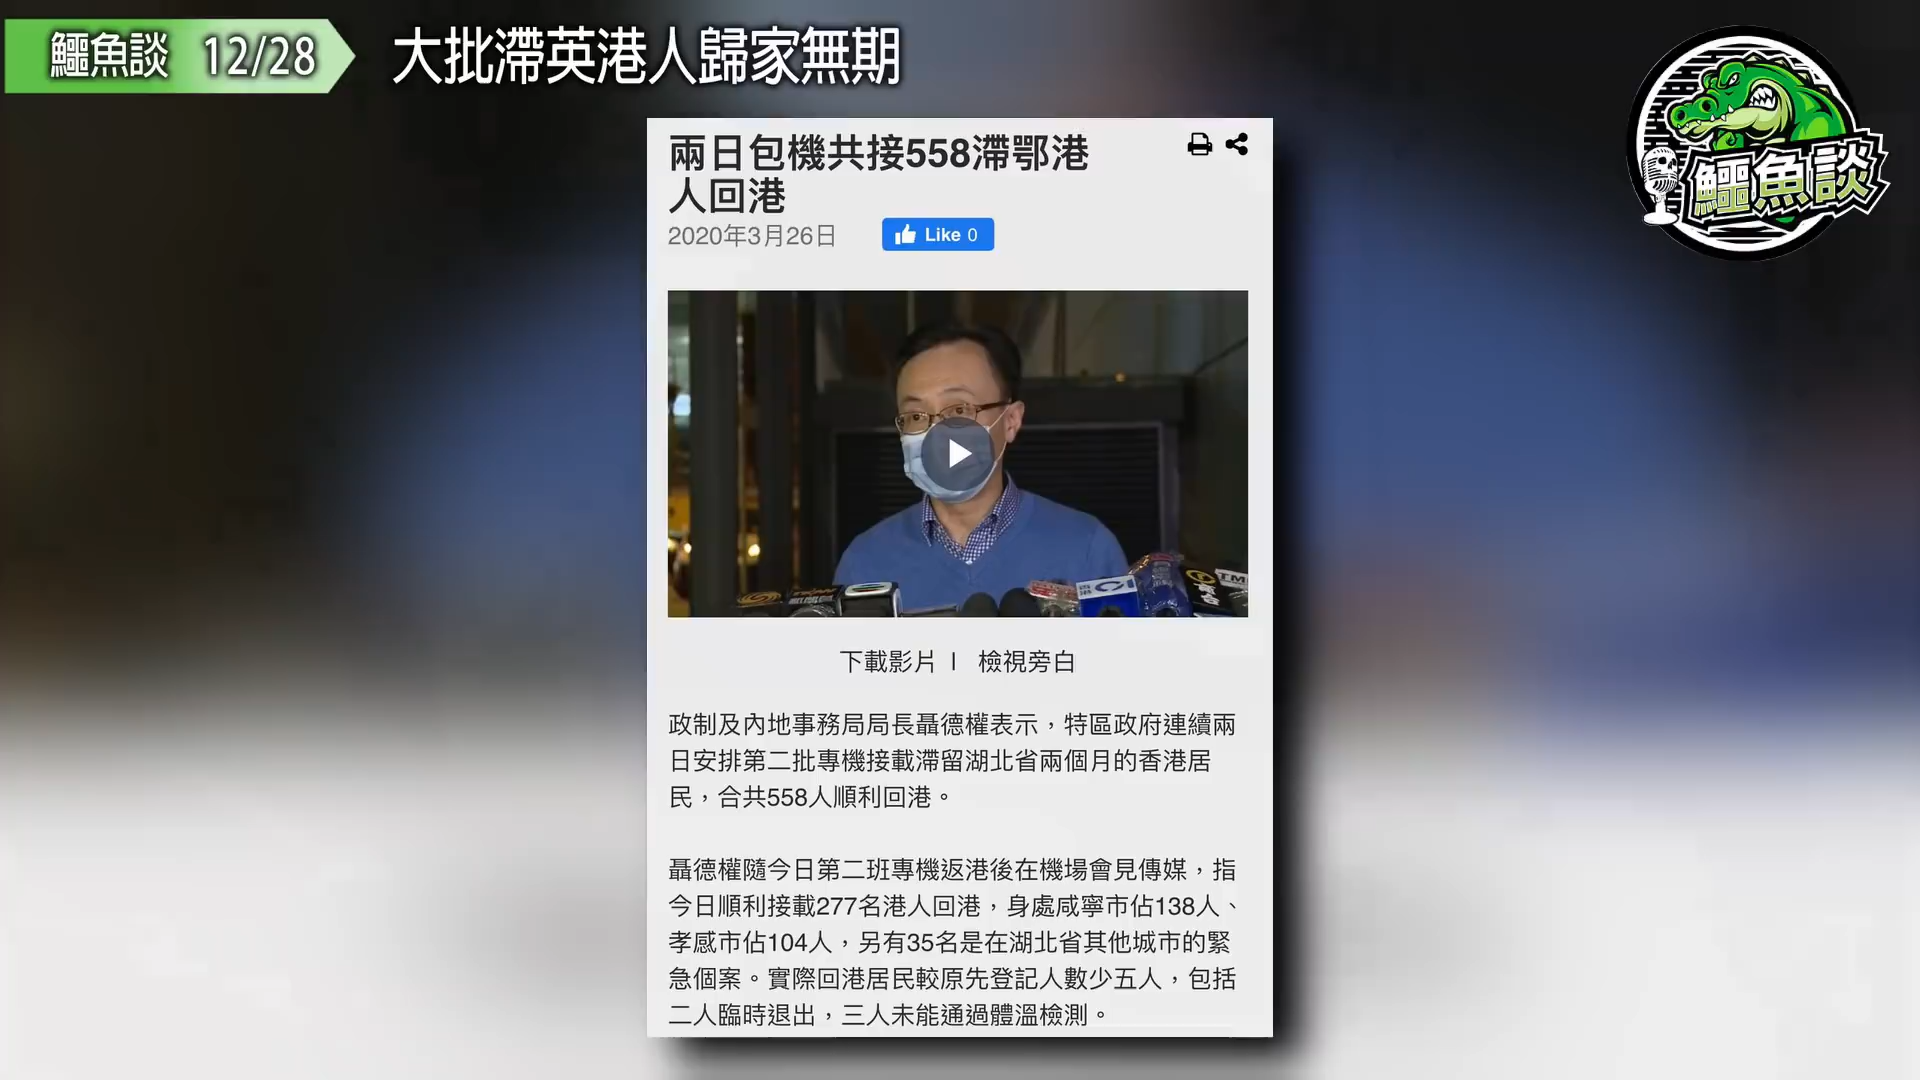 鱷魚談 12/28 大批滯英港人歸家無期
鱷魚談
兩日包機共接558滯鄂港
人回港
2020年3月26日
Like 0
下載影片 | 檢視旁白
政制及內地事務局局長聶德權表示，特區政府連續兩
日安排第二批專機接載滯留湖北省兩個月的香港居
民，合共558人順利回港。
聶德權隨今日第二班專機返港後在機場會見傳媒，指
今日順利接載277名港人回港，身處咸寧市佔138人、
孝感市佔104人，另有35名是在湖北省其他城市的緊
急個案。實際回港居民較原先登記人數少五人，包括
二人臨時退出，三人未能通過體溫檢測。